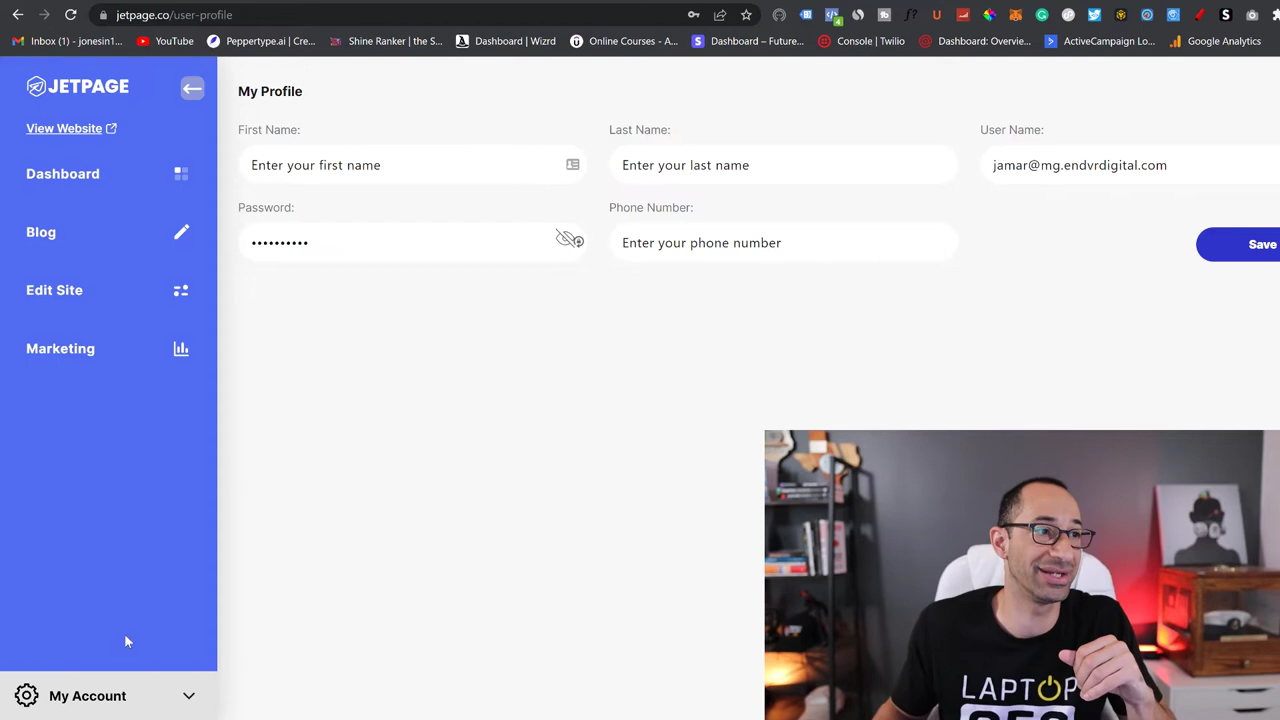 jetpage.co/user-profile
Inbox (1) - jonesin1...
YouTube
Peppertype.ai | Cre...
Shine Ranker | the S...
Dashboard | Wizrd
Online Courses - A...
Dashboard – Future...
Console | Twilio
Dashboard: Overvie...
ActiveCampaign Lo...
Google Analytics
JETPAGE
View Website
Dashboard
Blog
Edit Site
Marketing
My Account
My Profile
First Name:
Last Name:
User Name:
Enter your first name
Enter your last name
jamar@mg.endvrdigital.com
Password:
Phone Number:
••••••••••
Enter your phone number
Save
LAPTOP